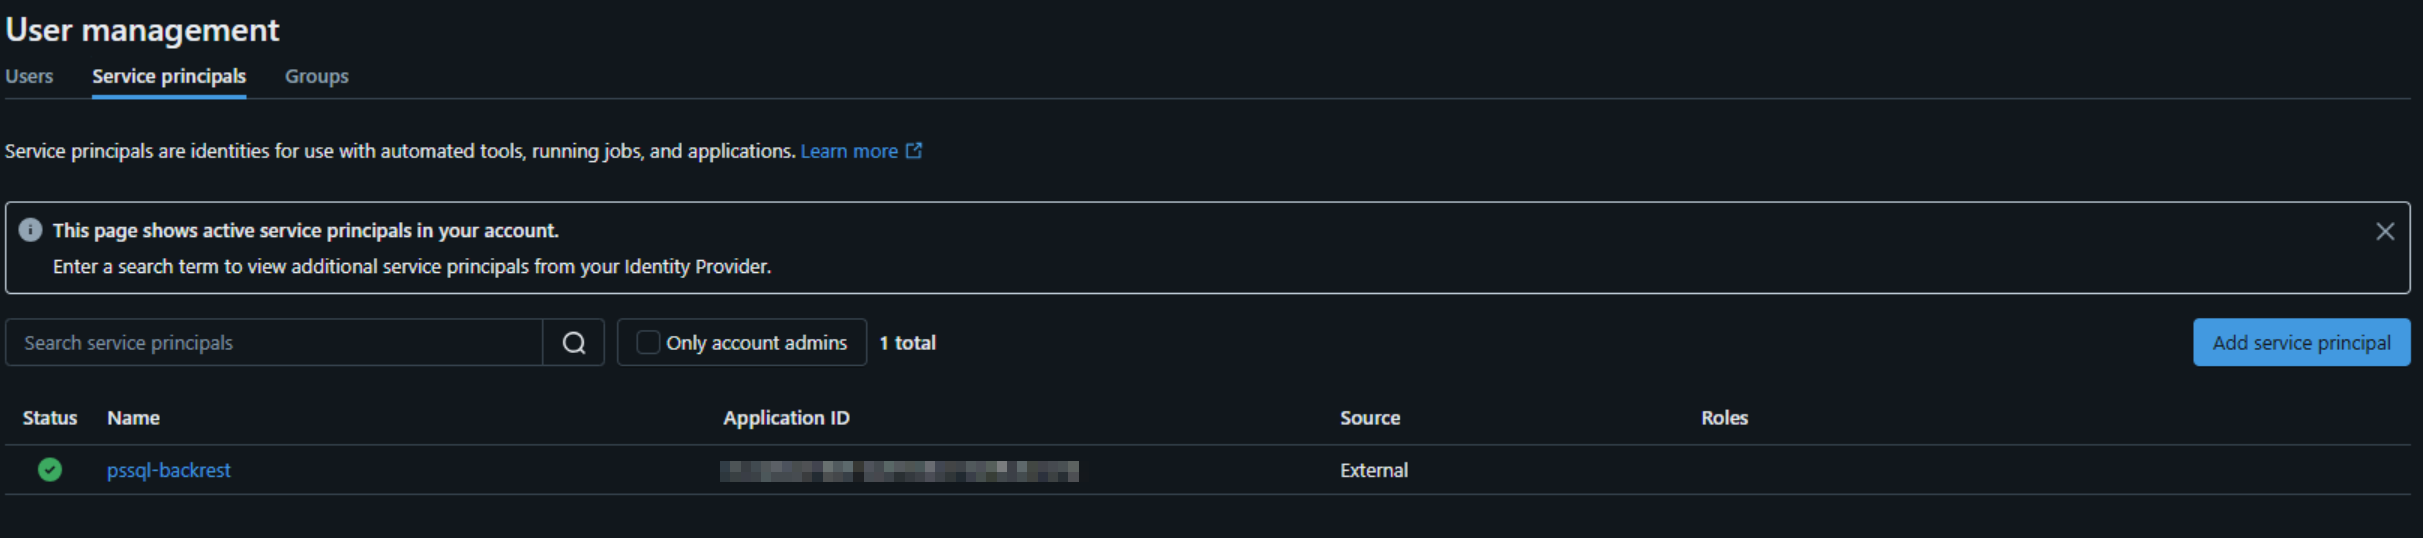 User management
Users Service principals Groups
Service principals are identities for use with automated tools, running jobs, and applications. Learn more
This page shows active service principals in your account.
Enter a search term to view additional service principals from your Identity Provider.
Search service principals Only account admins 1 total Add service principal
Status Name Application ID Source Roles
pssql-backrest External